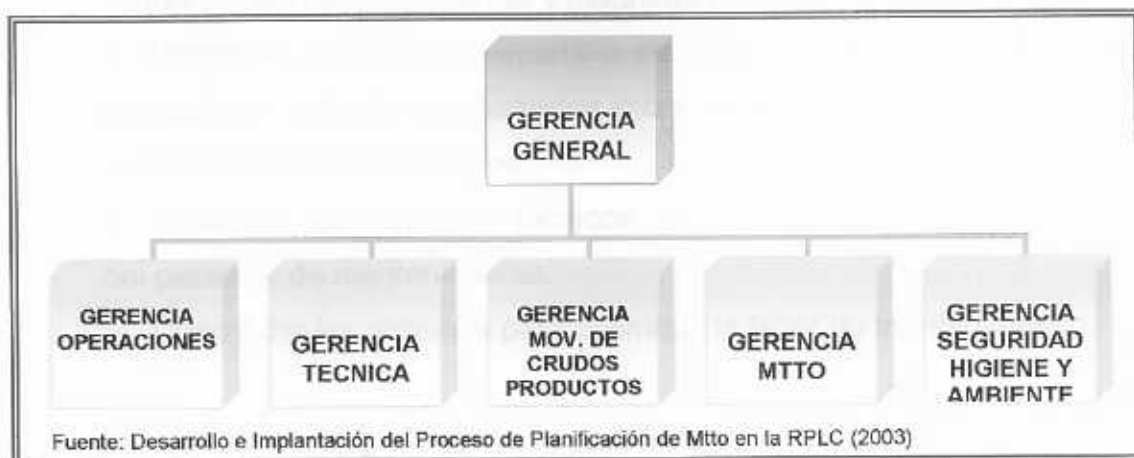 GERENCIA
GENERAL
GERENCIA
OPERACIONES
GERENCIA
TECNICA
GERENCIA
MOV. DE
CRUDOS
PRODUCTOS
GERENCIA
MTTO
GERENCIA
SEGURIDAD
HIGIENE Y
AMBIENTE
Fuente: Desarrollo e Implantación del Proceso de Planificación de Mtto en la RPLC (2003)